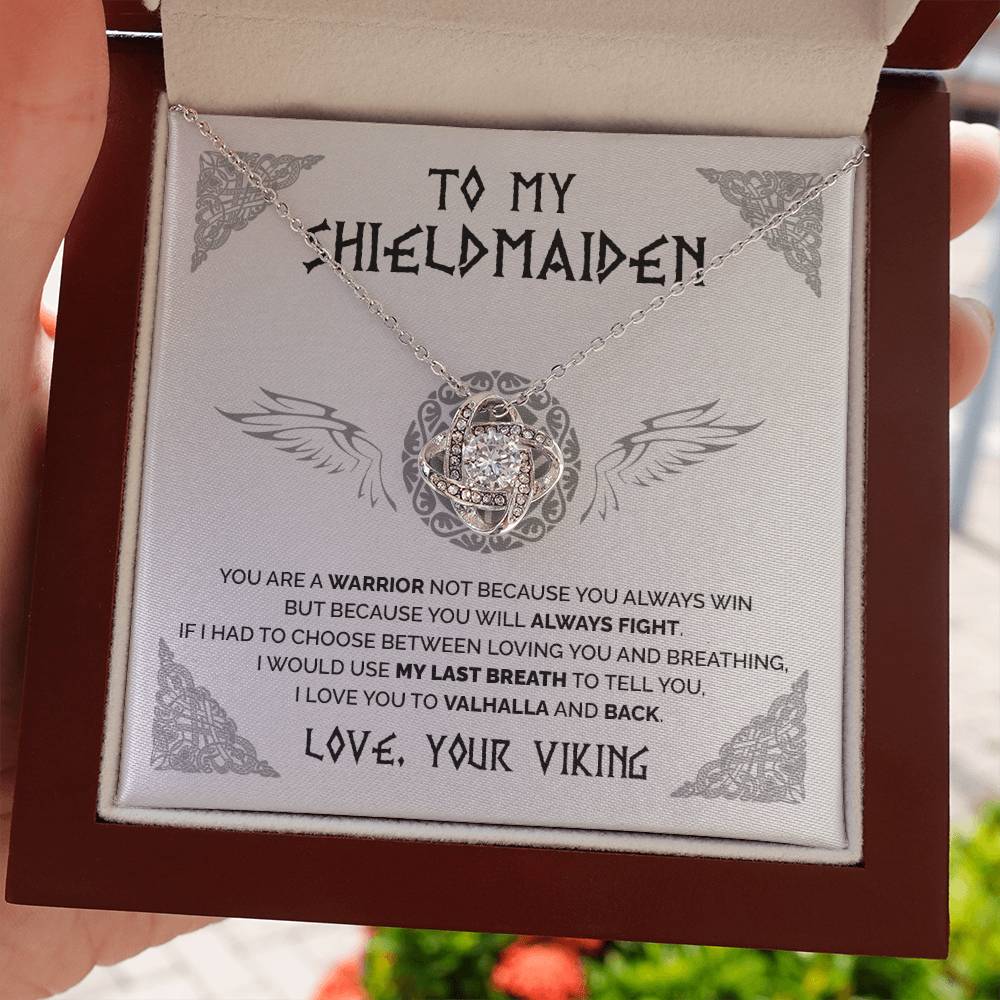 TO MY
SHIELDMAIDEN
YOU ARE A WARRIOR NOT BECAUSE YOU ALWAYS WIN
BUT BECAUSE YOU WILL ALWAYS FIGHT.
IF I HAD TO CHOOSE BETWEEN LOVING YOU AND BREATHING,
I WOULD USE MY LAST BREATH TO TELL YOU,
I LOVE YOU TO VALHALLA AND BACK.
LOVE, YOUR VIKING